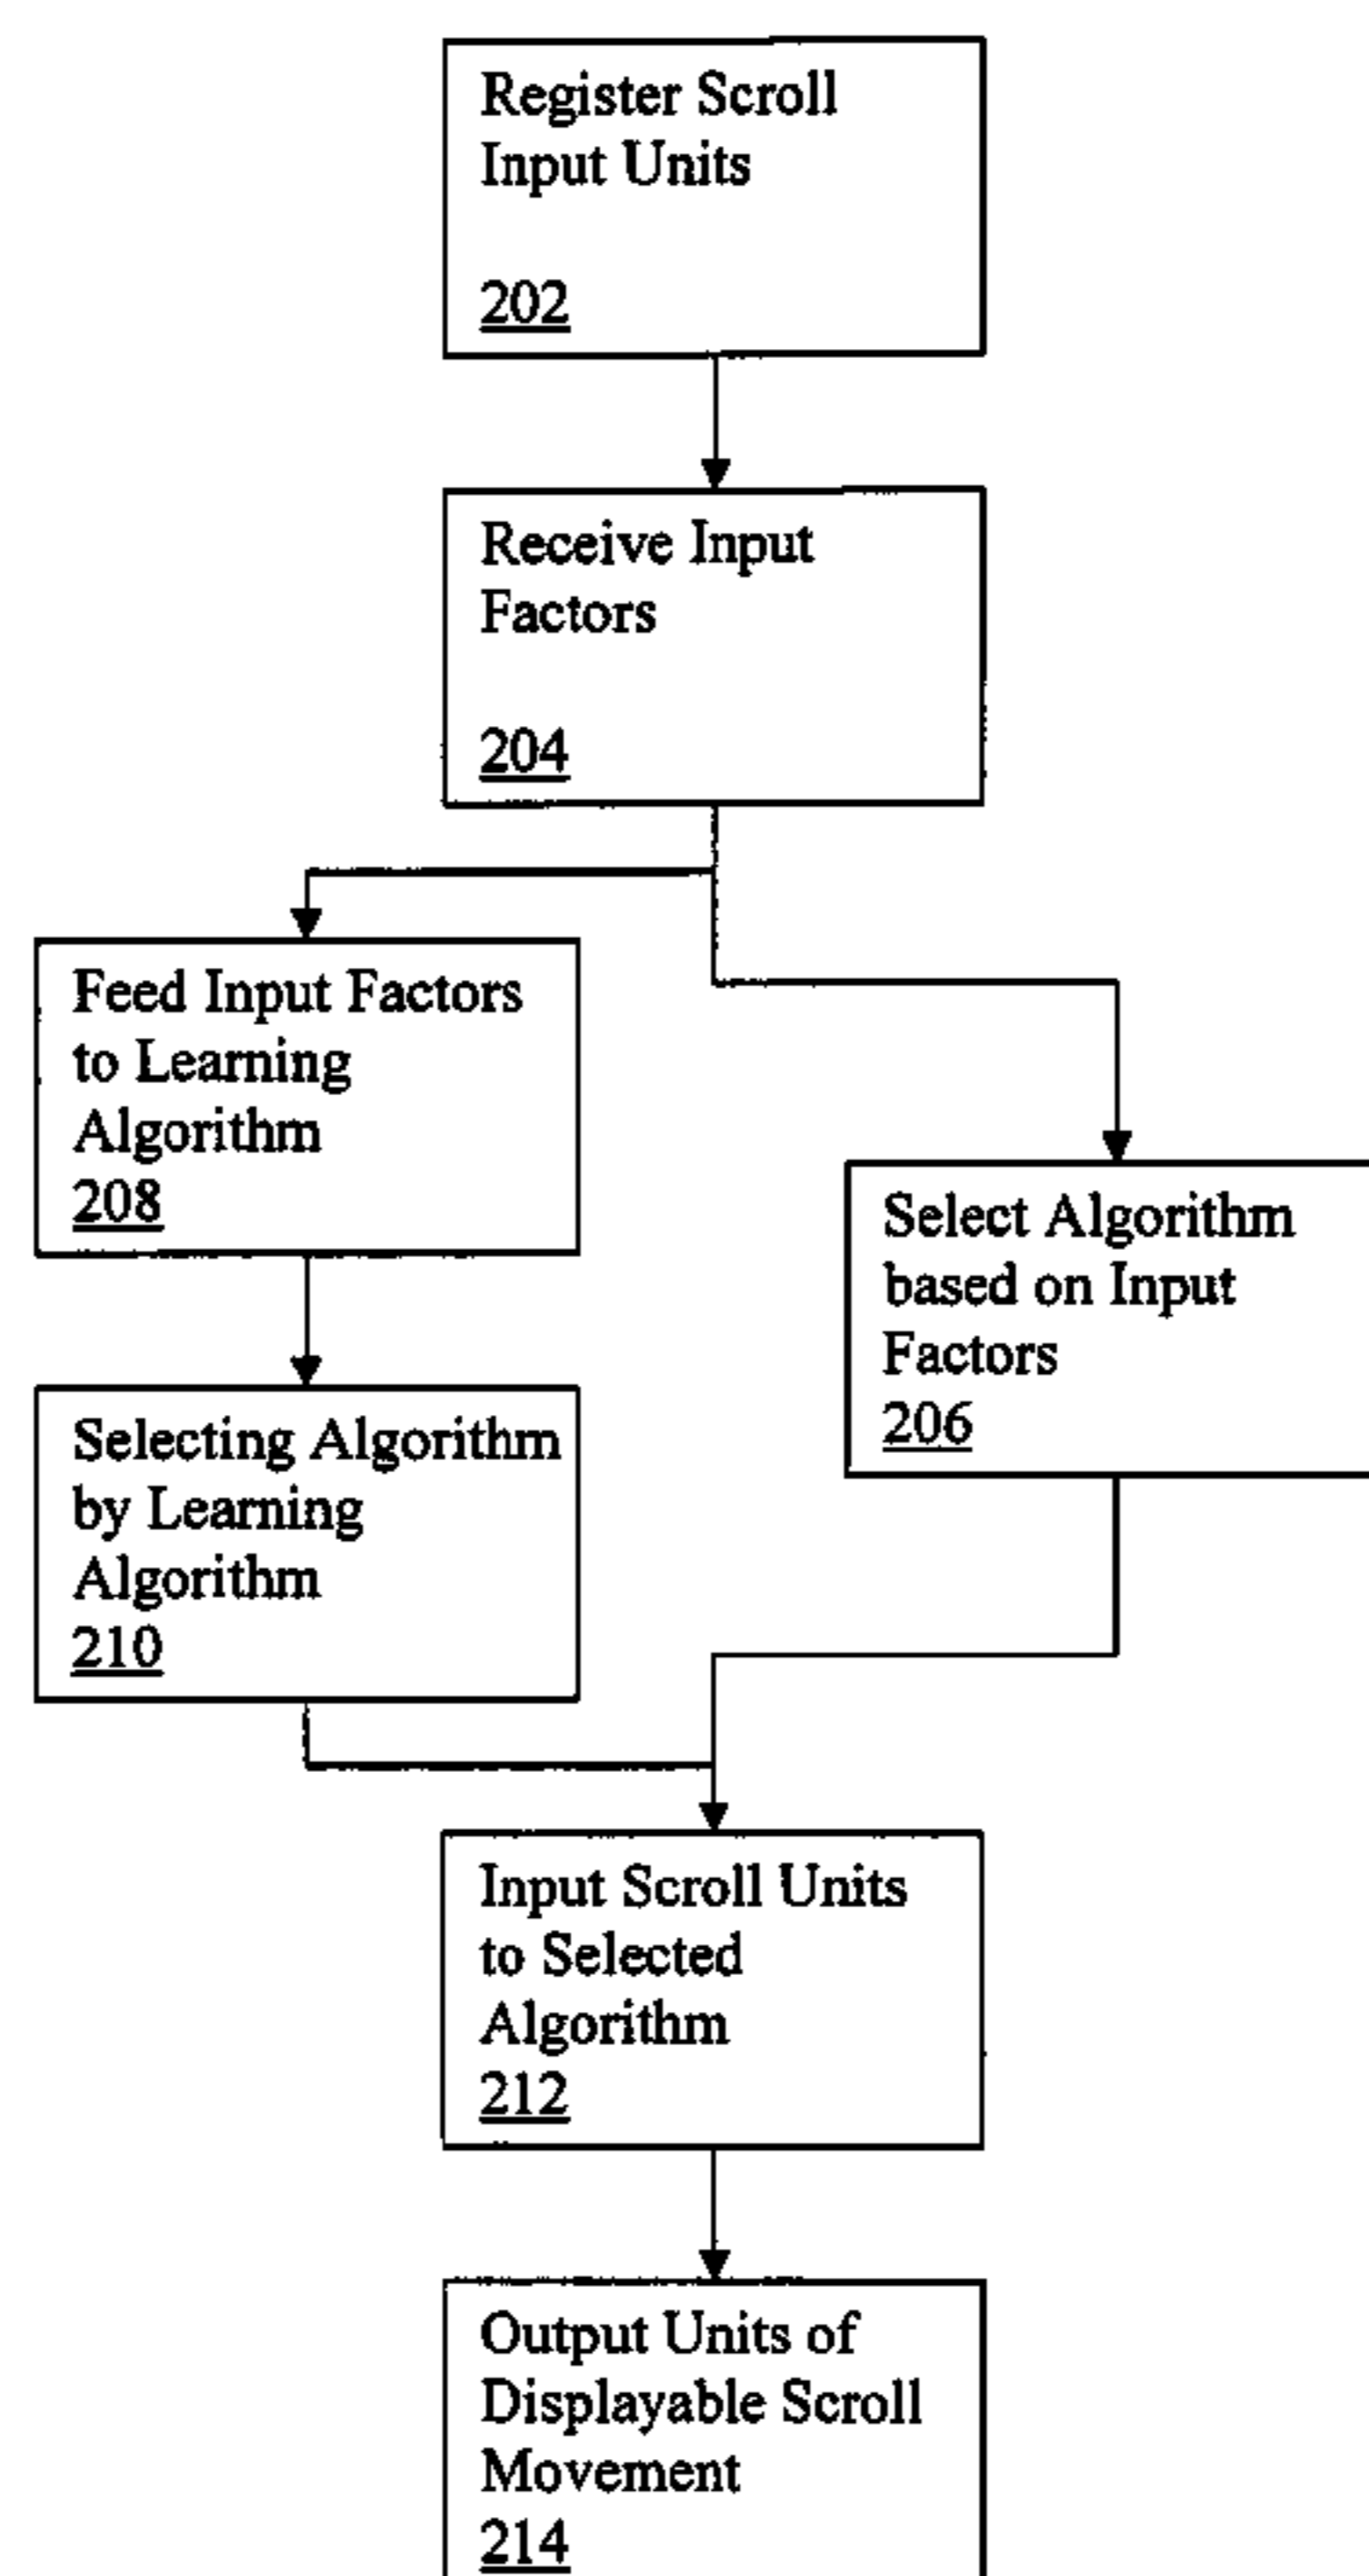 Register Scroll
Input Units
202
Receive Input
Factors
204
Feed Input Factors
to Learning
Algorithm
208
Select Algorithm
based on Input
Factors
206
Selecting Algorithm
by Learning
Algorithm
210
Input Scroll Units
to Selected
Algorithm
212
Output Units of
Displayable Scroll
Movement
214